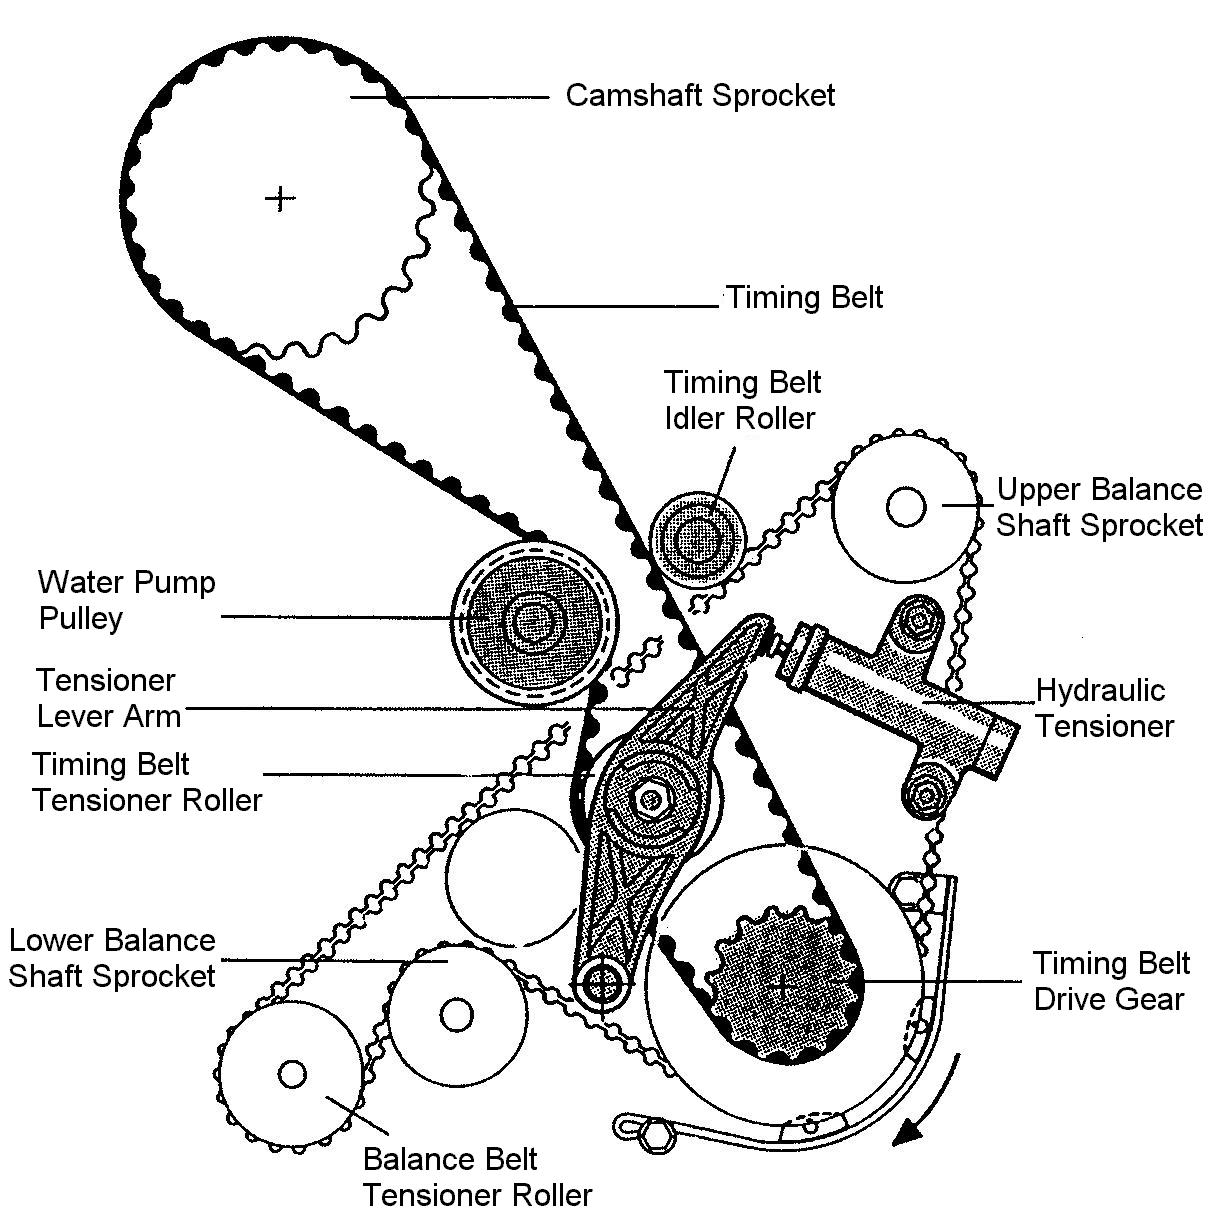 Camshaft Sprocket
Timing Belt
Timing Belt
Idler Roller
Upper Balance
Shaft Sprocket
Water Pump
Pulley
Tensioner
Lever Arm
Hydraulic
Tensioner
Timing Belt
Tensioner Roller
Lower Balance
Shaft Sprocket
Timing Belt
Drive Gear
Balance Belt
Tensioner Roller